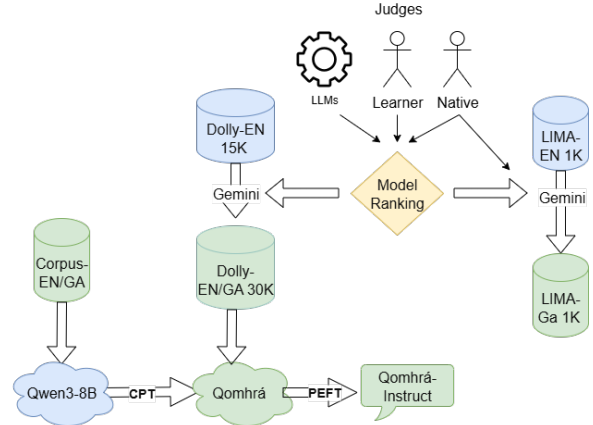 Judges
LLMs
Learner
Native
Dolly-EN
15K
LIMA-
EN 1K
Model
Ranking
Gemini
Gemini
Corpus-
EN/GA
Dolly-
EN/GA 30K
LIMA-
Ga 1K
Qwen3-8B
CPT
Qomhrá
PEFT
Qomhrá-
Instruct